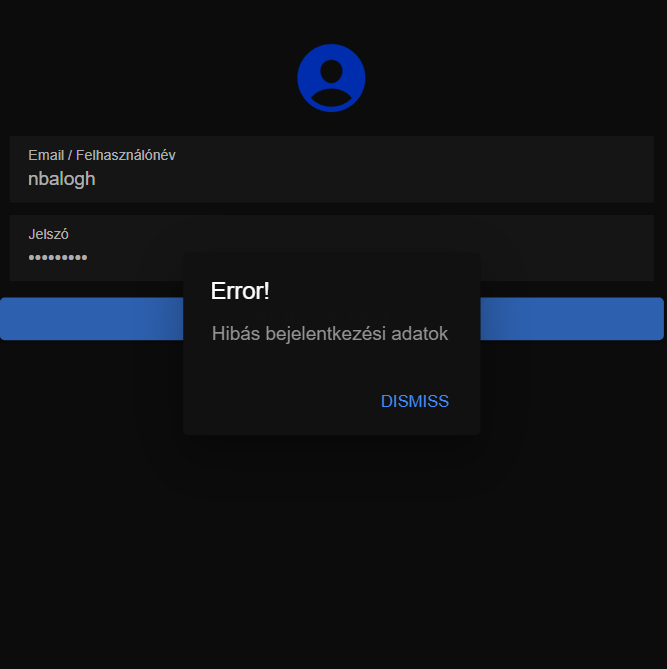 Email / Felhasználónév
nbalogh
Jelszó
•••••••••
Error!
Hibás bejelentkezési adatok
DISMISS